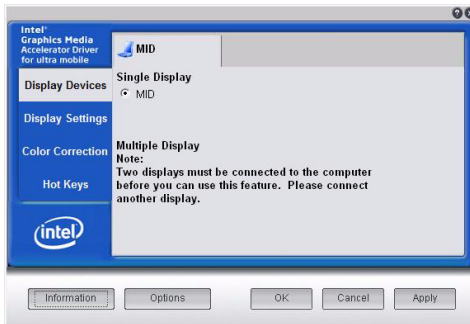 Intel®
Graphics Media
Accelerator Driver
for ultra mobile
MID
Display Devices
Display Settings
Color Correction
Hot Keys
intel
Single Display
MID
Multiple Display
Note:
Two displays must be connected to the computer
before you can use this feature. Please connect
another display.
Information
Options
OK
Cancel
Apply